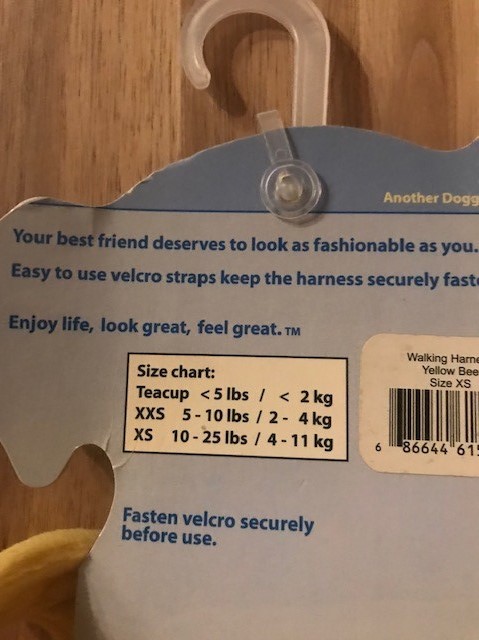 Another Dogg
Your best friend deserves to look as fashionable as you.
Easy to use velcro straps keep the harness securely faste
Enjoy life, look great, feel great.TM
Size chart:
Teacup < 5 lbs / < 2 kg
XXS 5 - 10 lbs / 2 - 4 kg
XS 10 - 25 lbs / 4 - 11 kg
Walking Harne
Yellow Bee
Size XS
6 86644 615
Fasten velcro securely
before use.